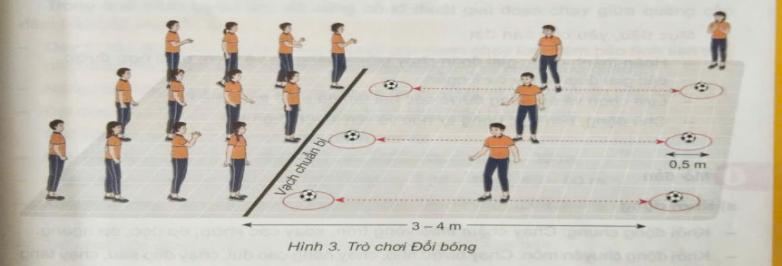 Vạch chuẩn bị
0,5 m
3 – 4 m
Hình 3. Trò chơi Đổi bóng